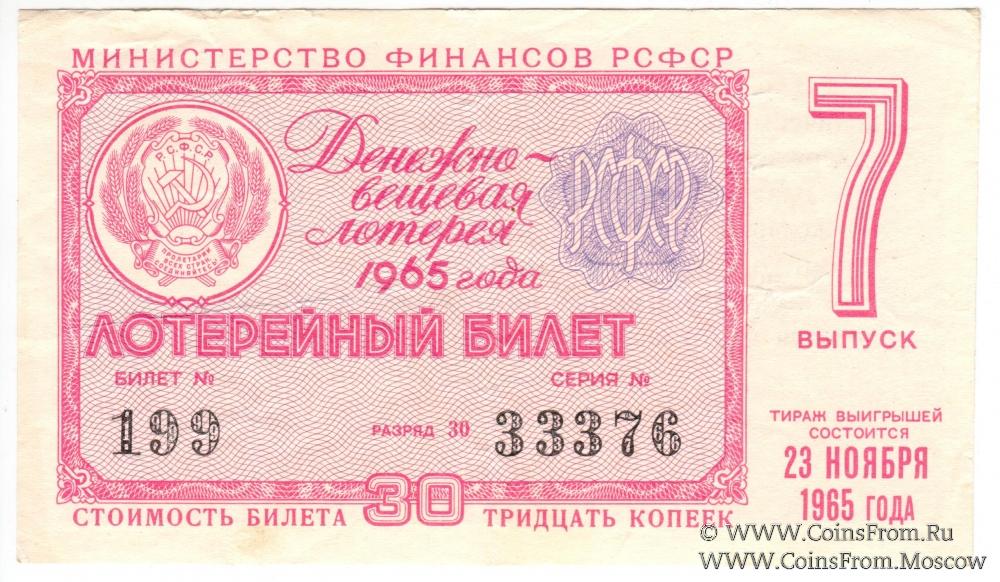 МИНИСТЕРСТВО ФИНАНСОВ РСФСР
Р.С.Ф.С.Р.
ПРОЛЕТАРИИ
ВСЕХ СТРАН,
СОЕДИНЯЙТЕСЬ!
Денежно-
вещевая
лотерея
1965 года
РСФСР
ЛОТЕРЕЙНЫЙ БИЛЕТ
БИЛЕТ № СЕРИЯ №
199 РАЗРЯД 30 33376
СТОИМОСТЬ БИЛЕТА 30 ТРИДЦАТЬ КОПЕЕК
7
ВЫПУСК
ТИРАЖ ВЫИГРЫШЕЙ
СОСТОИТСЯ
23 НОЯБРЯ
1965 ГОДА
© WWW.CoinsFrom.Ru
WWW.CoinsFrom.Moscow